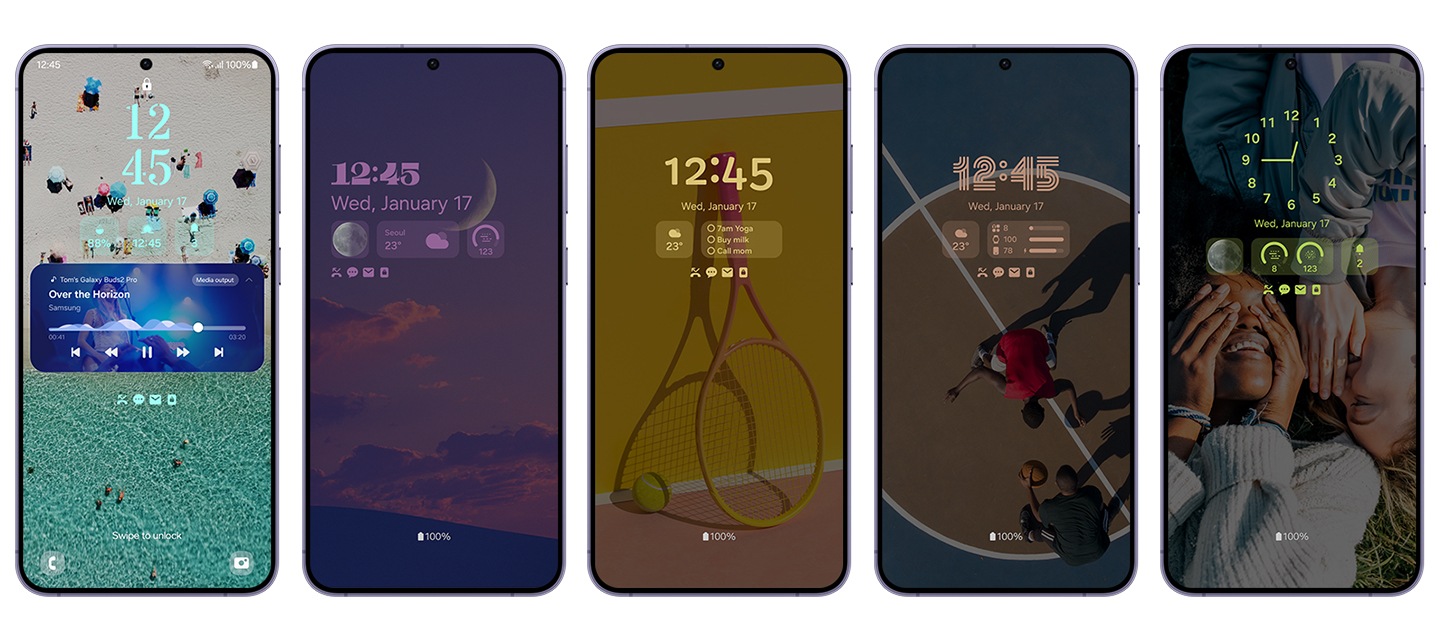 12:45
100%
12
45
Wed, January 17
88%
12:45
3
Tom's Galaxy Buds2 Pro
Media output
Over the Horizon
Samsung
00:41
03:20
Swipe to unlock
12:45
Wed, January 17
Seoul
23°
123
100%
12:45
Wed, January 17
23°
7am Yoga
Buy milk
Call mom
100%
12:45
Wed, January 17
23°
8
100
78
100%
12
1
2
3
4
5
6
7
8
9
10
11
Wed, January 17
8
123
2
100%